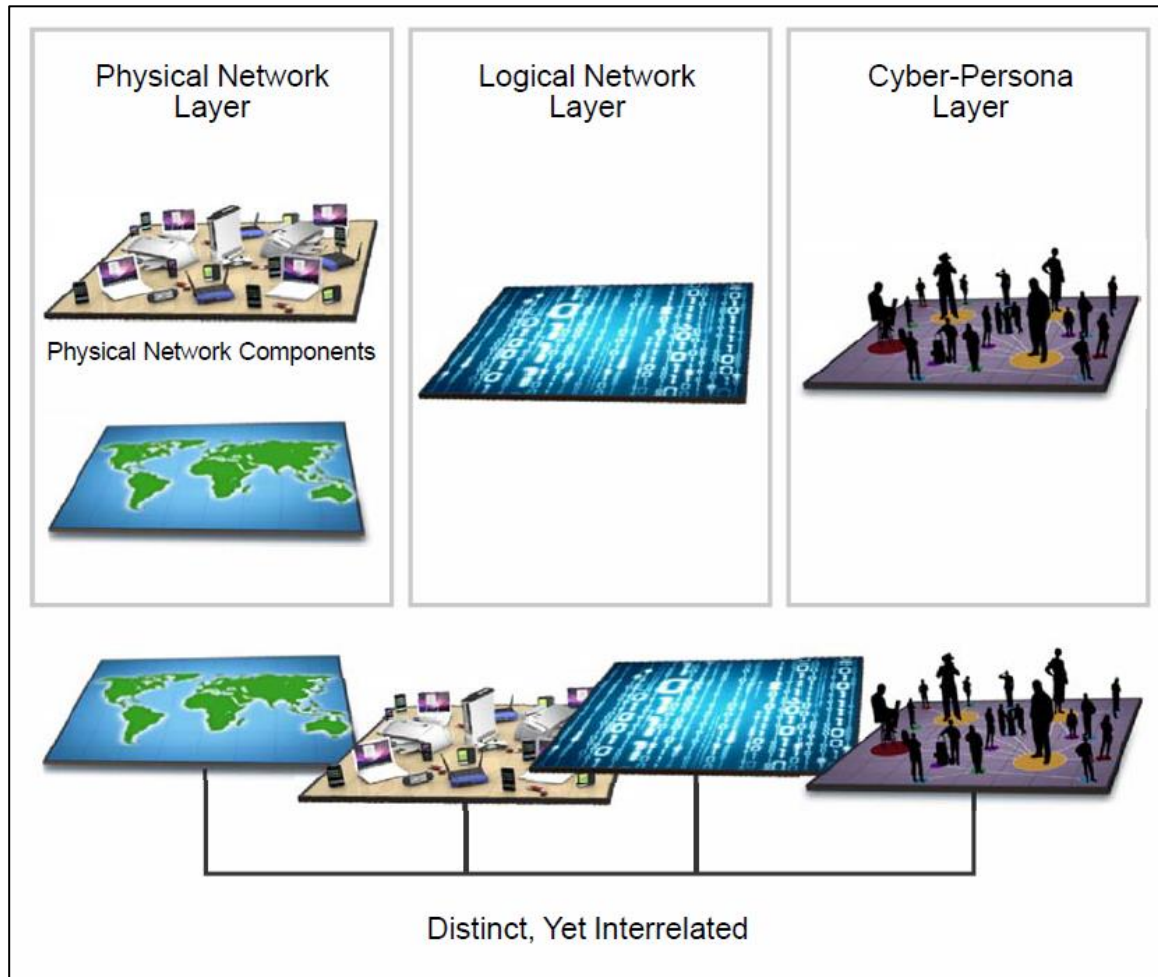 Physical Network
Layer
Logical Network
Layer
Cyber-Persona
Layer
Physical Network Components
Distinct, Yet Interrelated